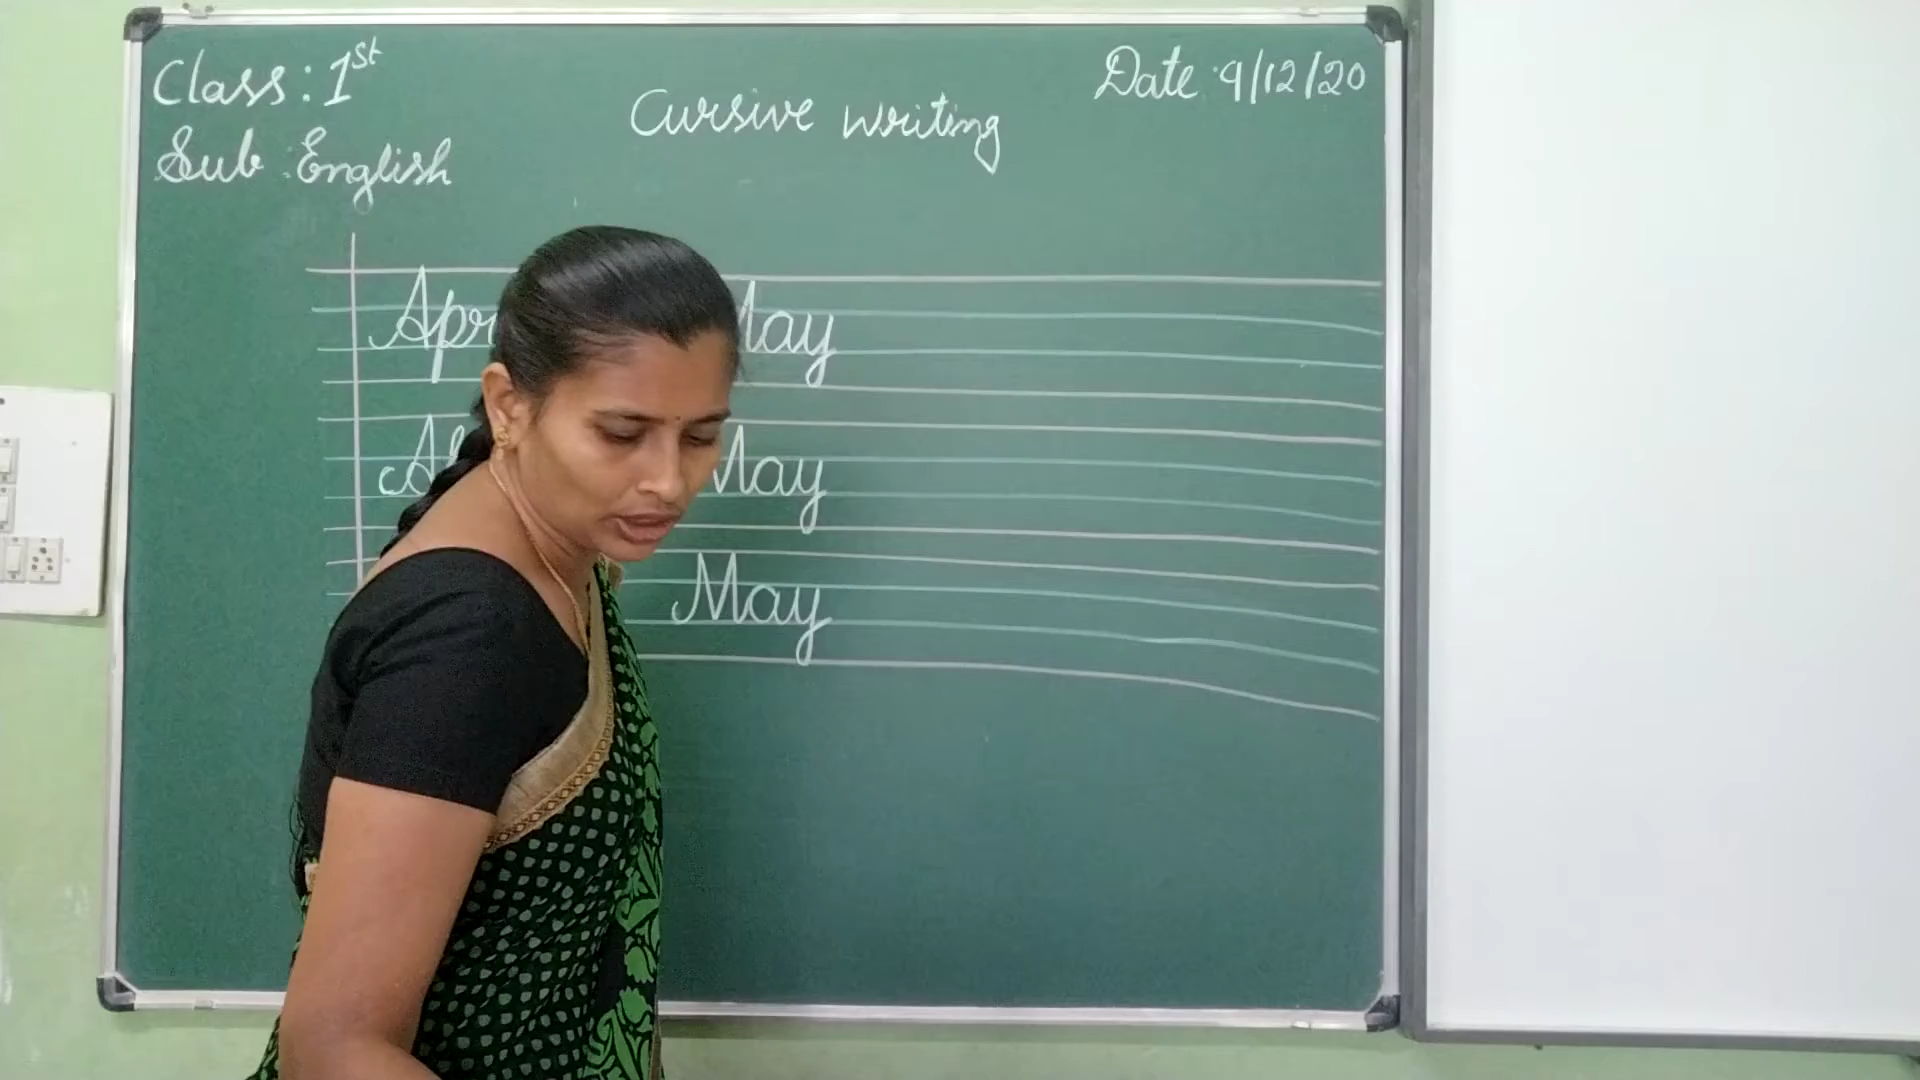 Class : 1st
Date : 9/12/20
Cursive writing
Sub : English
May
May
May